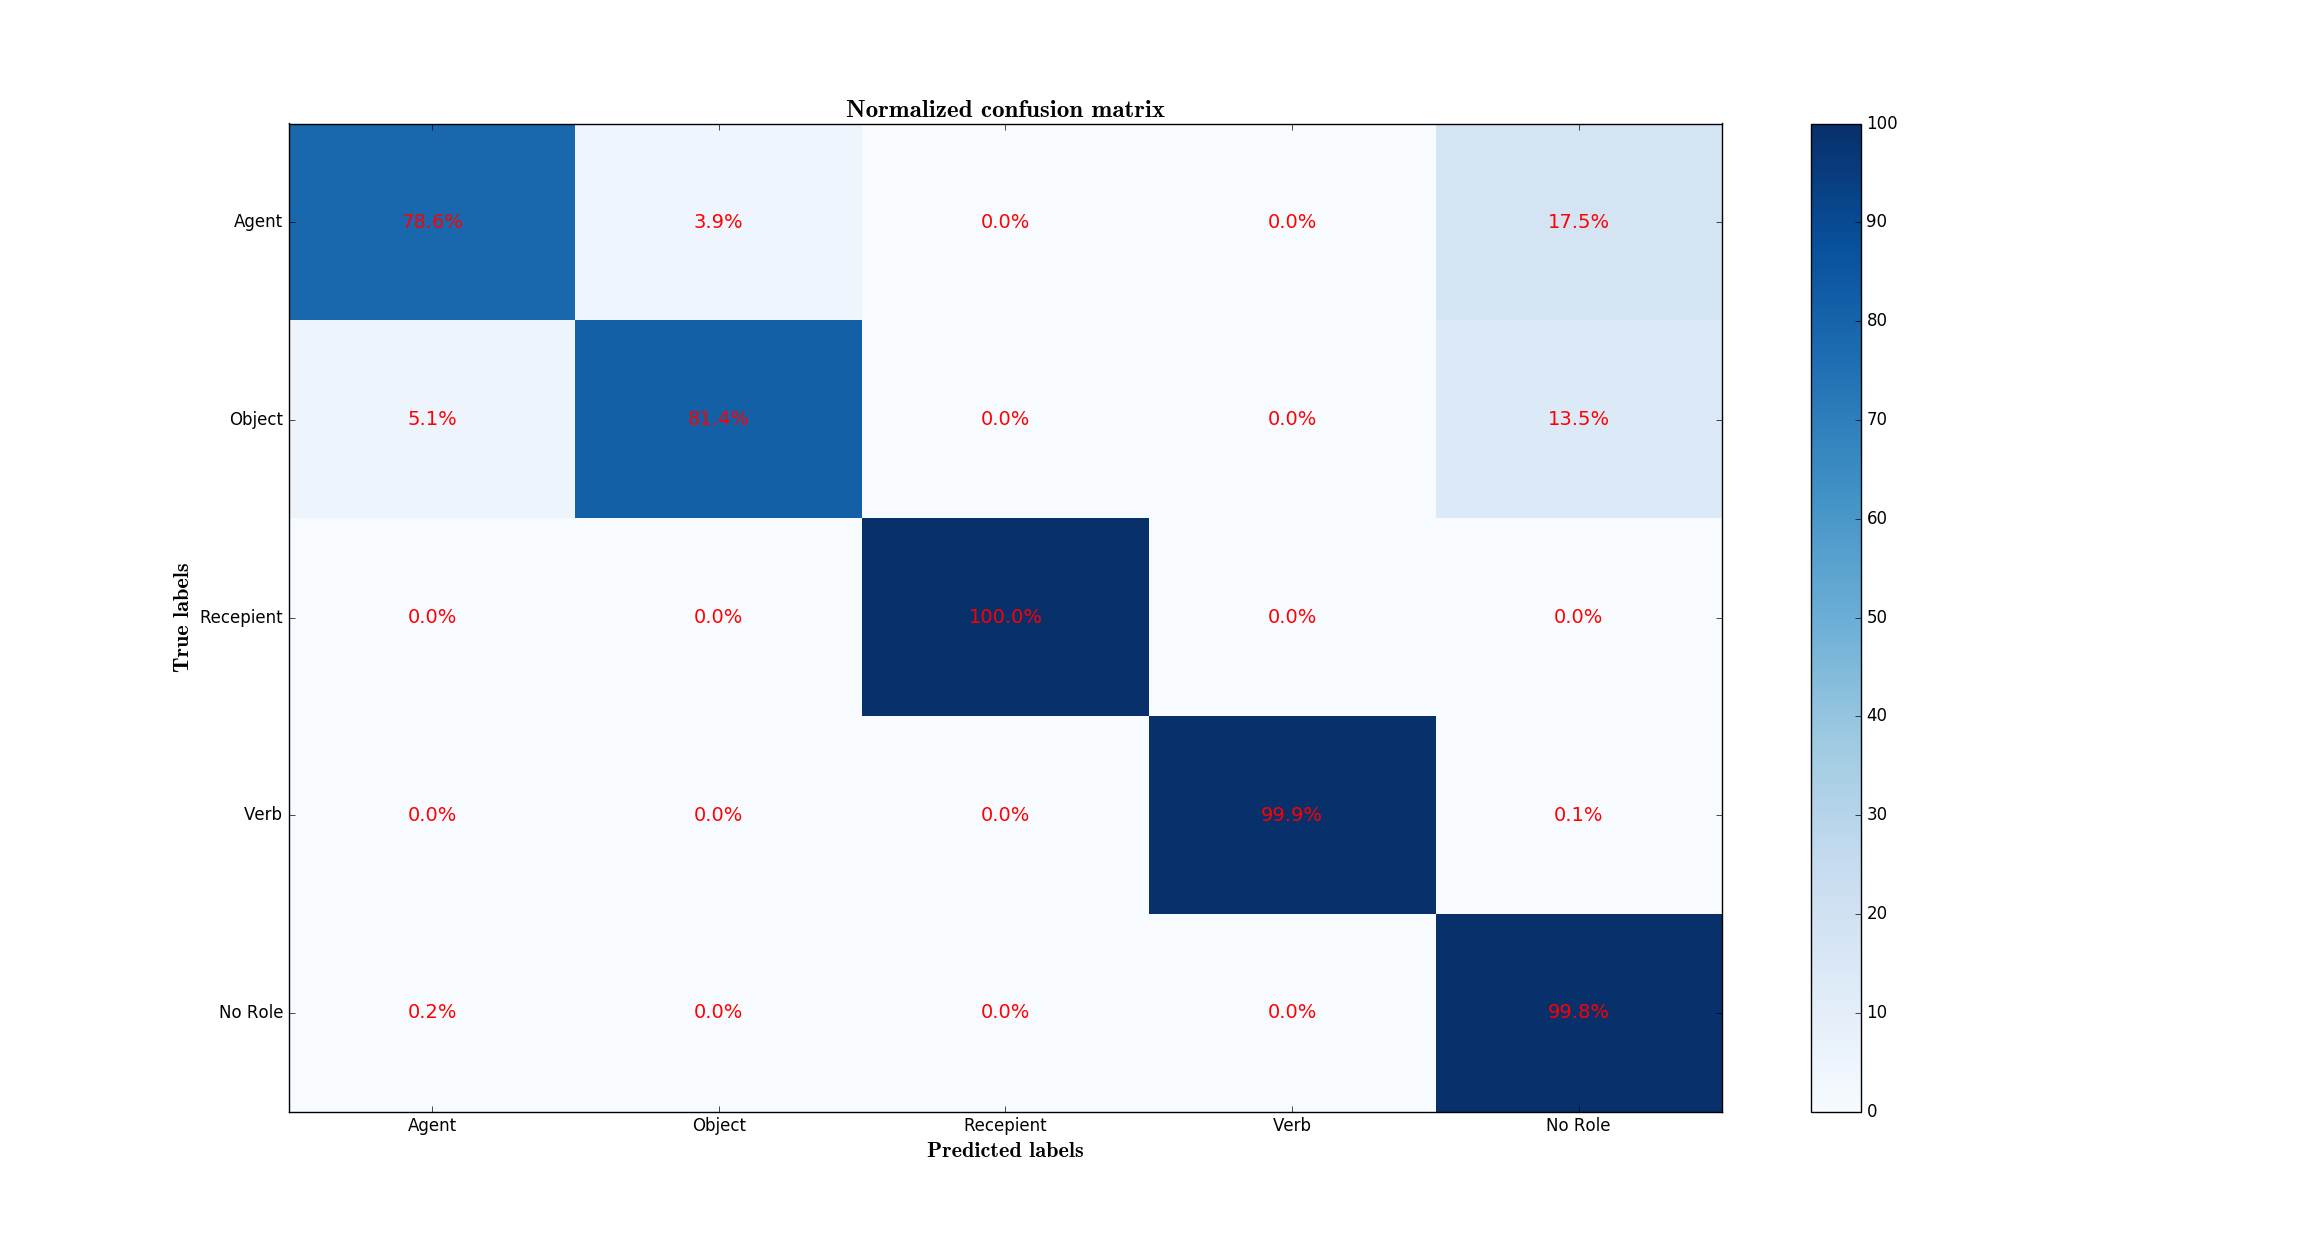 Normalized confusion matrix
Agent 78.6% 3.9% 0.0% 0.0% 17.5%
Object 5.1% 81.4% 0.0% 0.0% 13.5%
Recepient 0.0% 0.0% 100.0% 0.0% 0.0%
Verb 0.0% 0.0% 0.0% 99.9% 0.1%
No Role 0.2% 0.0% 0.0% 0.0% 99.8%
Agent Object Recepient Verb No Role
Predicted labels
True labels
100
90
80
70
60
50
40
30
20
10
0